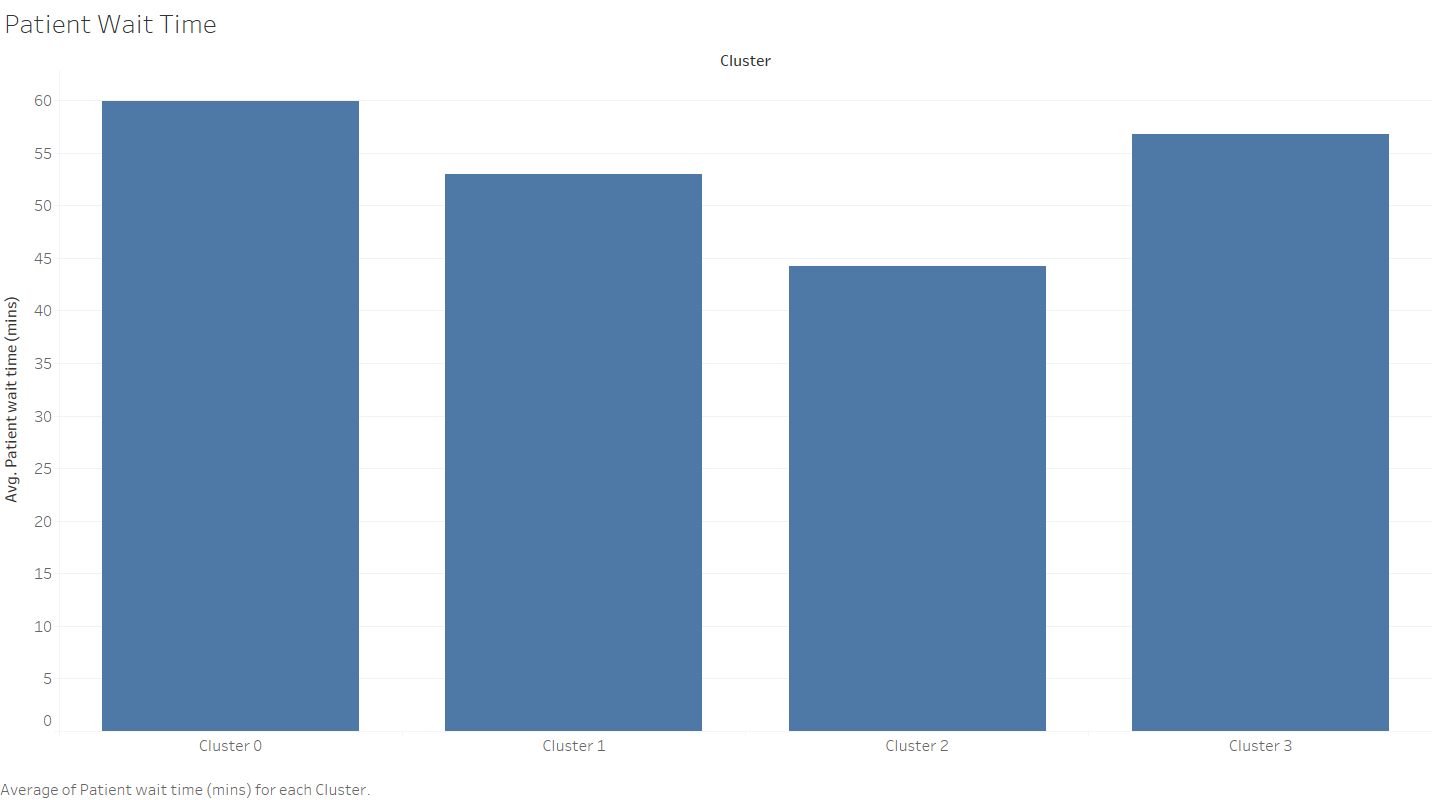 Patient Wait Time
Cluster
Avg. Patient wait time (mins)
60
55
50
45
40
35
30
25
20
15
10
5
0
Cluster 0
Cluster 1
Cluster 2
Cluster 3
Average of Patient wait time (mins) for each Cluster.